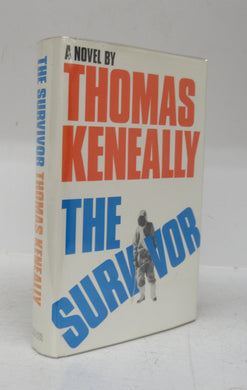 A NOVEL BY
THOMAS
KENEALLY
THE
SURVIVOR
THE SURVIVOR THOMAS KENEALLY